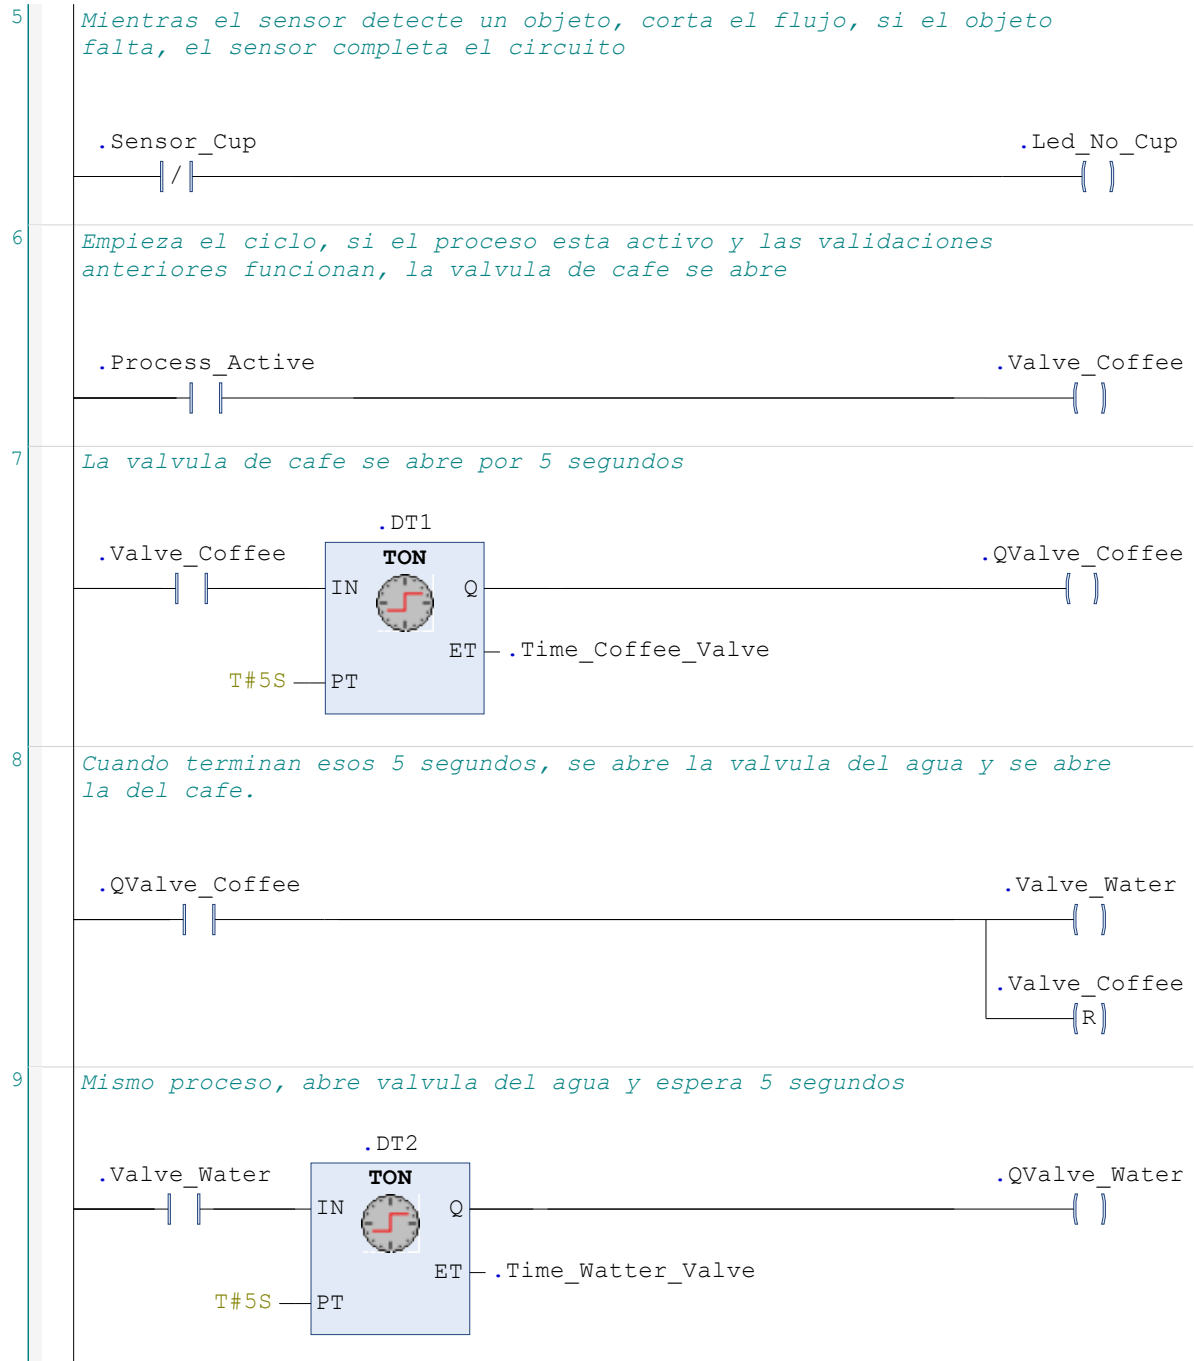 5
Mientras el sensor detecte un objeto, corta el flujo, si el objeto
falta, el sensor completa el circuito
.Sensor_Cup
.Led_No_Cup
/
6
Empieza el ciclo, si el proceso esta activo y las validaciones
anteriores funcionan, la valvula de cafe se abre
.Process_Active
.Valve_Coffee
7
La valvula de cafe se abre por 5 segundos
.DT1
.Valve_Coffee
TON
.QValve_Coffee
IN
Q
ET
.Time_Coffee_Valve
T#5S
PT
8
Cuando terminan esos 5 segundos, se abre la valvula del agua y se abre
la del cafe.
.QValve_Coffee
.Valve_Water
.Valve_Coffee
R
9
Mismo proceso, abre valvula del agua y espera 5 segundos
.DT2
.Valve_Water
TON
.QValve_Water
IN
Q
ET
.Time_Watter_Valve
T#5S
PT